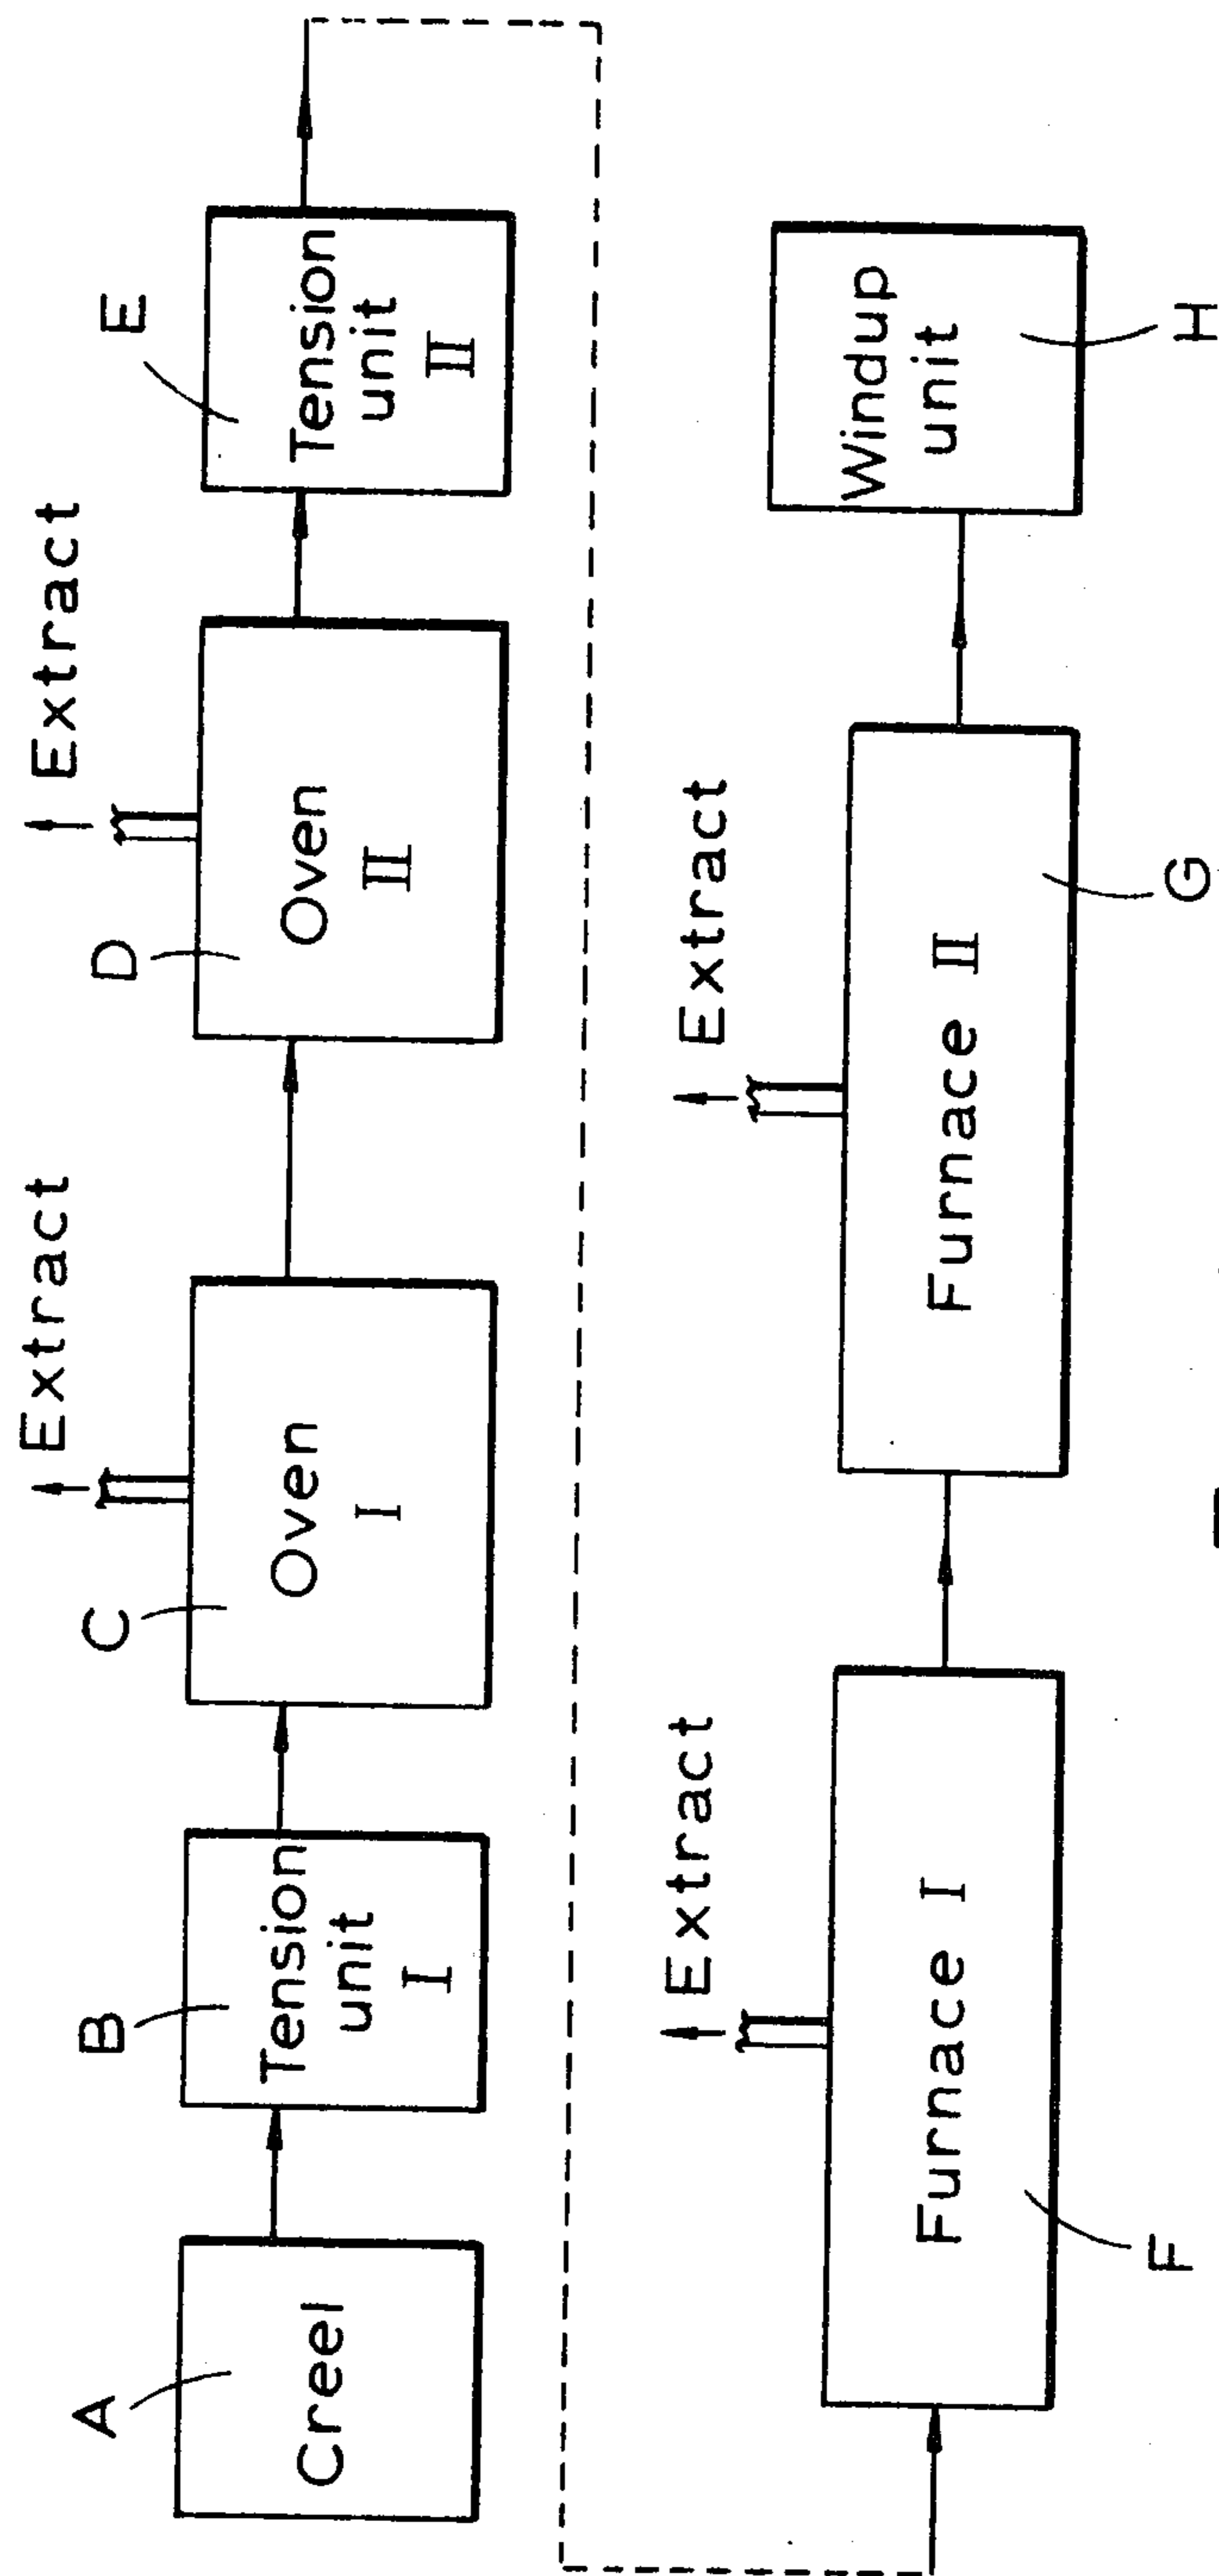 A
Creel
B
Tension
unit
I
C
Oven
I
Extract
D
Oven
II
Extract
E
Tension
unit
II
F
Furnace I
Extract
G
Furnace II
Extract
H
Windup
unit